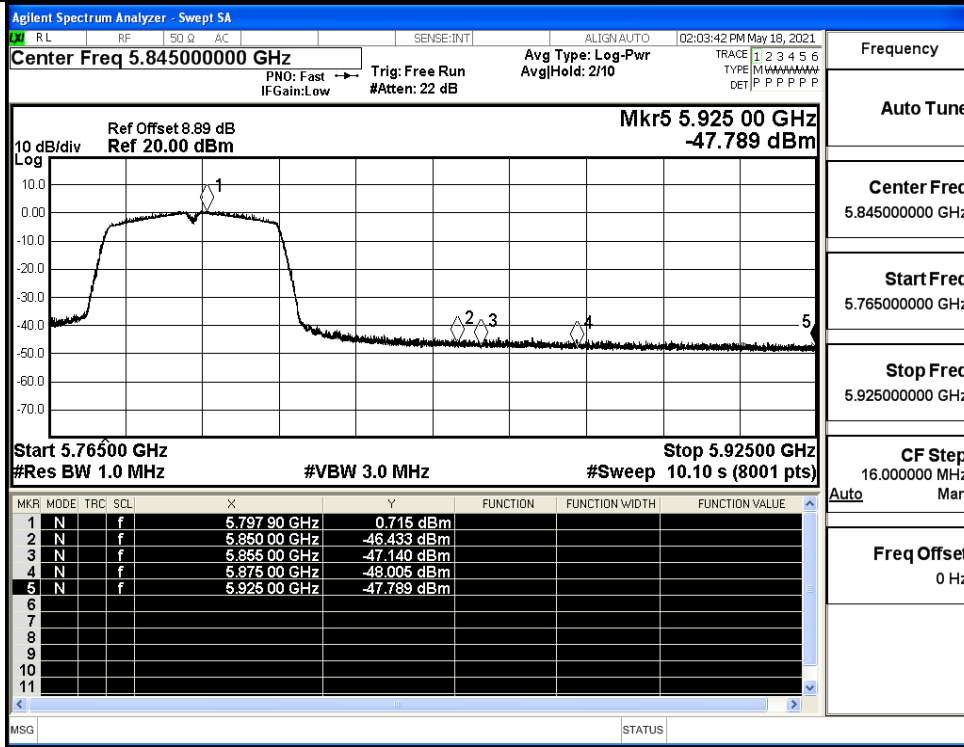 Agilent Spectrum Analyzer - Swept SA
LXI RL RF 50 Ω AC SENSE:INT ALIGN AUTO 02:03:42 PM May 18, 2021
Center Freq 5.845000000 GHz
PNO: Fast
IFGain:Low
Trig: Free Run
#Atten: 22 dB
Avg Type: Log-Pwr
Avg|Hold: 2/10
TRACE 1 2 3 4 5 6
TYPE M W W W W W
DET P P P P P P
Mkr5 5.925 00 GHz
-47.789 dBm
Ref Offset 8.89 dB
10 dB/div Ref 20.00 dBm
Log
10.0
0.00
-10.0
-20.0
-30.0
-40.0
-50.0
-60.0
-70.0
1
2
3
4
5
Start 5.76500 GHz Stop 5.92500 GHz
#Res BW 1.0 MHz #VBW 3.0 MHz #Sweep 10.10 s (8001 pts)
MKR MODE TRC SCL X Y FUNCTION FUNCTION WIDTH FUNCTION VALUE
1 N f 5.797 90 GHz 0.715 dBm
2 N f 5.850 00 GHz -46.433 dBm
3 N f 5.855 00 GHz -47.140 dBm
4 N f 5.875 00 GHz -48.005 dBm
5 N f 5.925 00 GHz -47.789 dBm
6
7
8
9
10
11
MSG STATUS
Frequency
Auto Tune
Center Freq
5.845000000 GHz
Start Freq
5.765000000 GHz
Stop Freq
5.925000000 GHz
CF Step
16.000000 MHz
Auto Man
Freq Offset
0 Hz